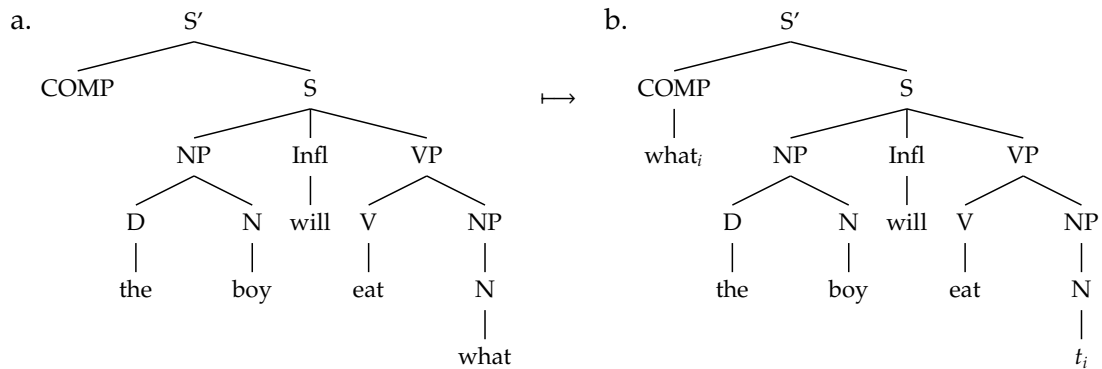 a. S′ b. S′
COMP S ⟼ COMP S
NP Infl VP what_i NP Infl VP
D N will V NP D N will V NP
the boy eat N the boy eat N
what t_i